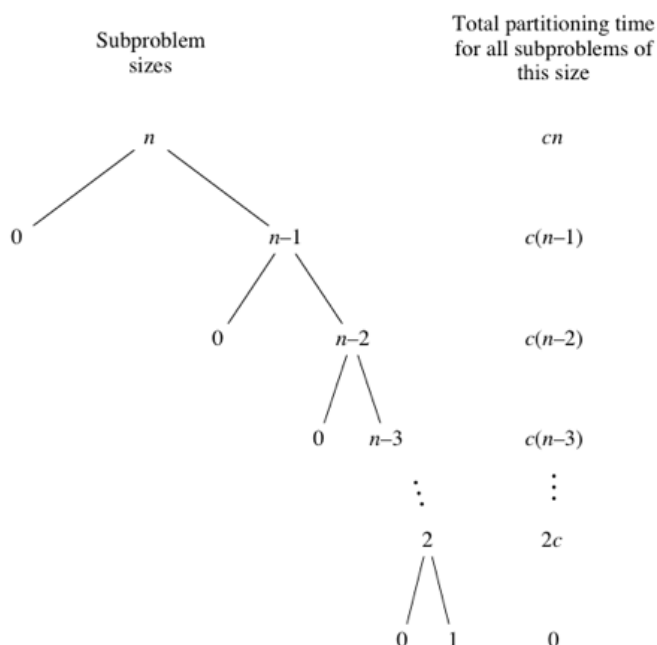 Subproblem
sizes
Total partitioning time
for all subproblems of
this size
n cn
0 n–1 c(n–1)
0 n–2 c(n–2)
0 n–3 c(n–3)
2 2c
0 1 0